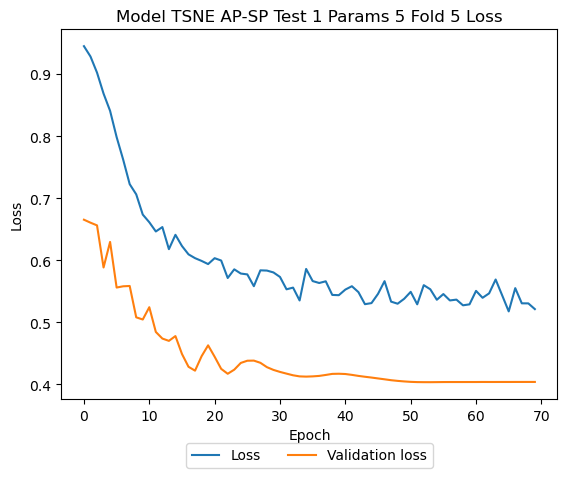 Model TSNE AP-SP Test 1 Params 5 Fold 5 Loss
Loss
0.9
0.8
0.7
0.6
0.5
0.4
0 10 20 30 40 50 60 70
Epoch
Loss Validation loss